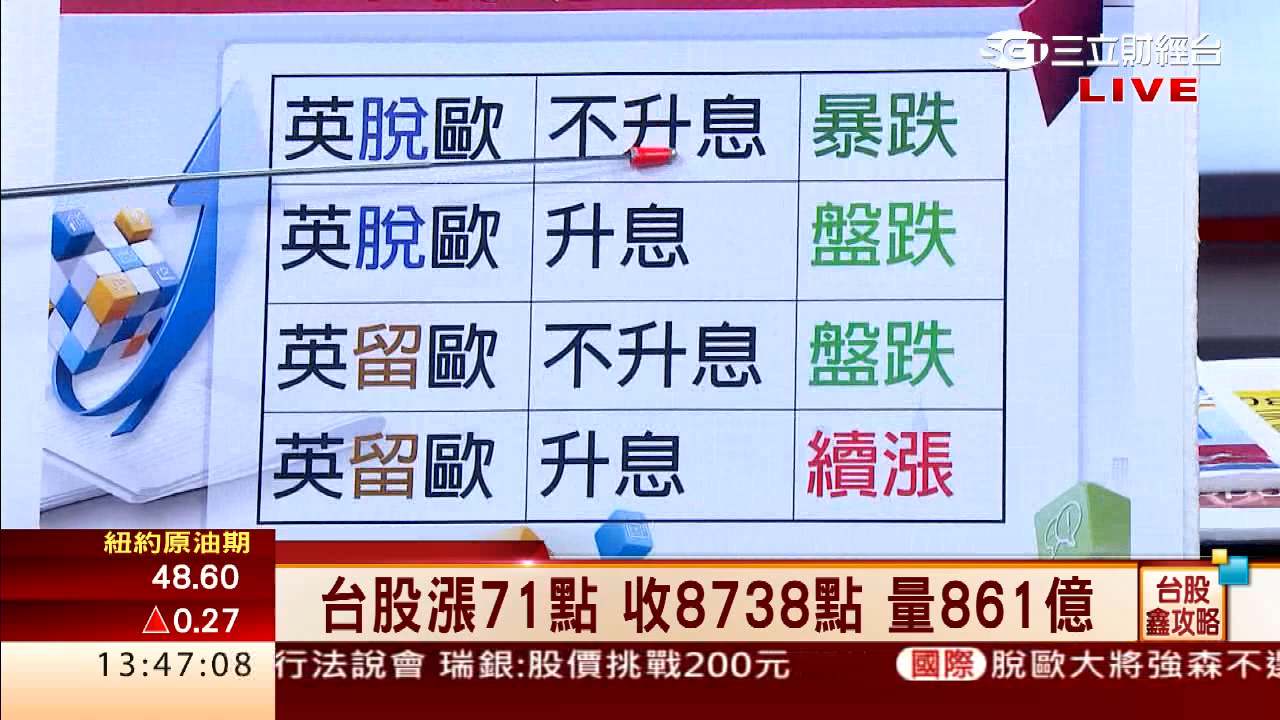 SET三立財經台
LIVE
英脫歐 不升息 暴跌
英脫歐 升息 盤跌
英留歐 不升息 盤跌
英留歐 升息 續漲
紐約原油期
48.60
△0.27
13:47:08
台股漲71點 收8738點 量861億
台股
鑫攻略
行法說會 瑞銀:股價挑戰200元 國際 脫歐大將強森不